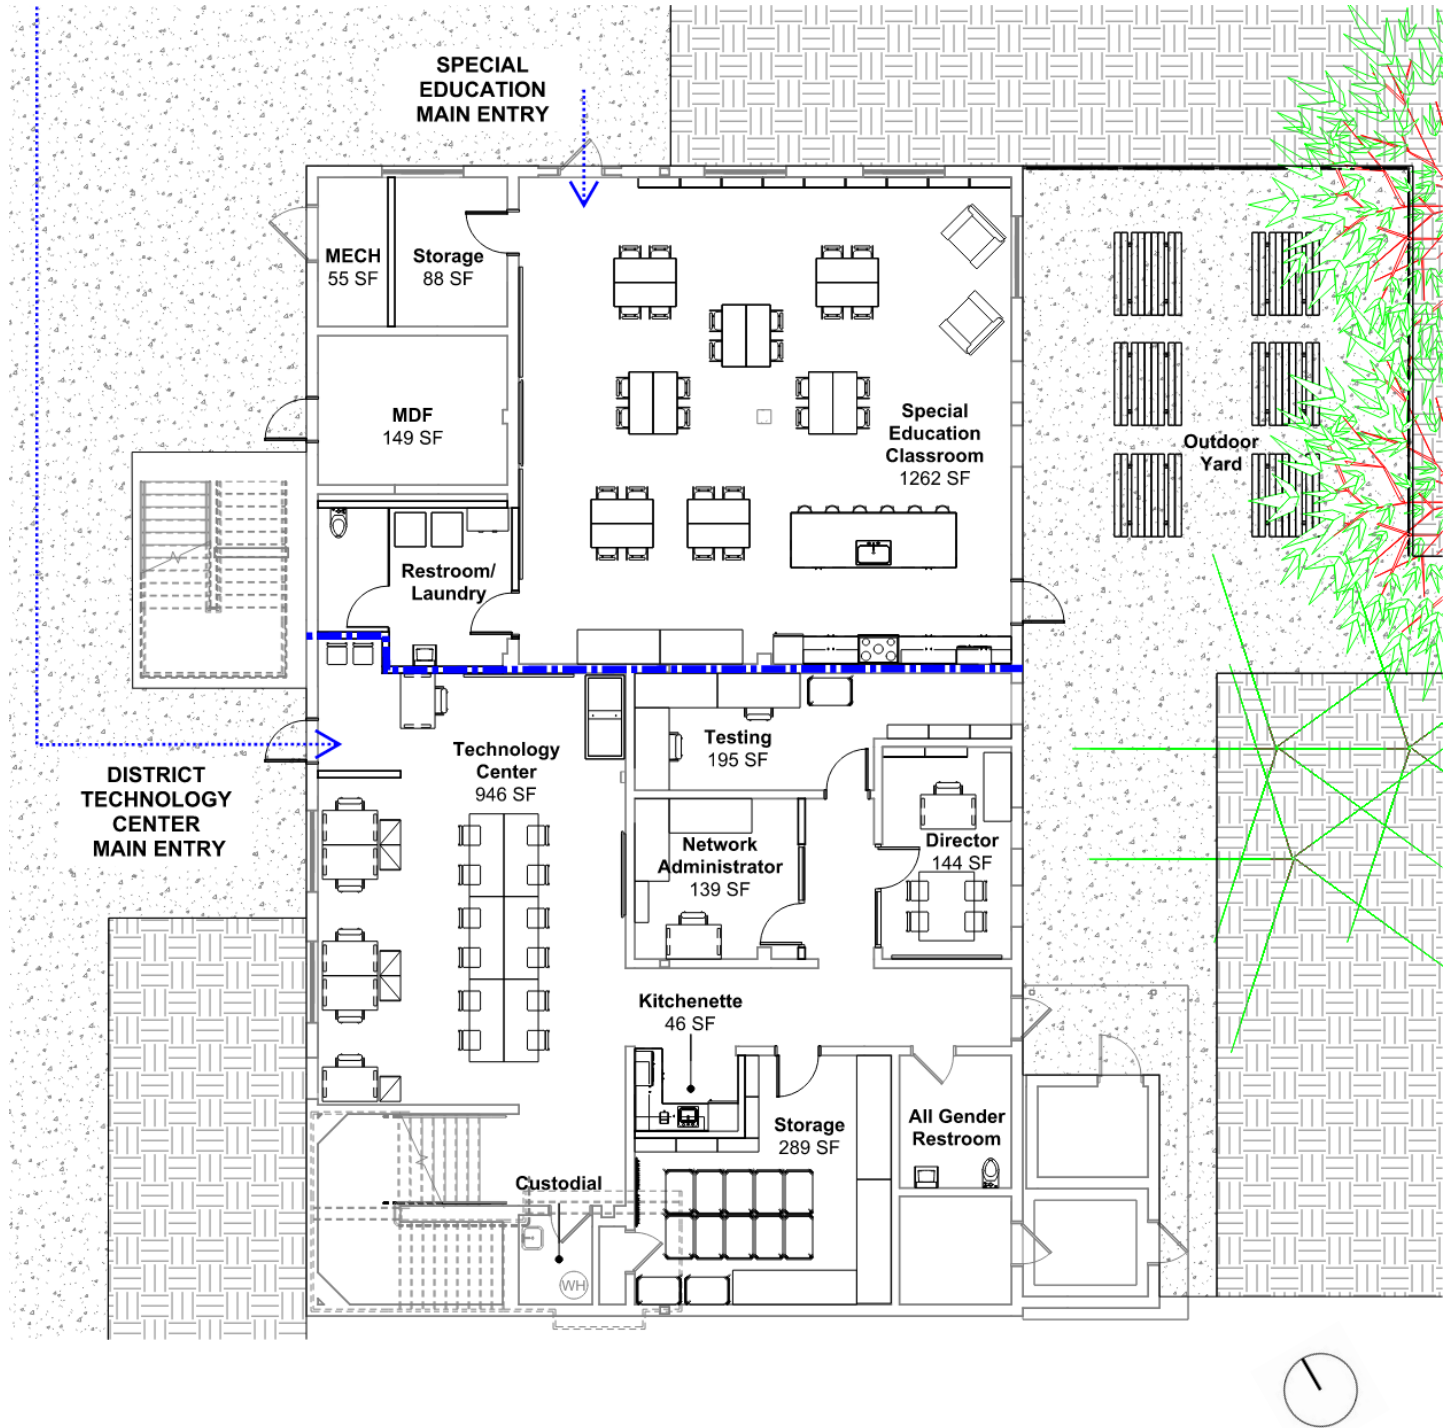 SPECIAL
EDUCATION
MAIN ENTRY
MECH
55 SF
Storage
88 SF
MDF
149 SF
Special
Education
Classroom
1262 SF
Outdoor
Yard
Restroom/
Laundry
DISTRICT
TECHNOLOGY
CENTER
MAIN ENTRY
Technology
Center
946 SF
Testing
195 SF
Network
Administrator
139 SF
Director
144 SF
Kitchenette
46 SF
Storage
289 SF
All Gender
Restroom
Custodial
WH